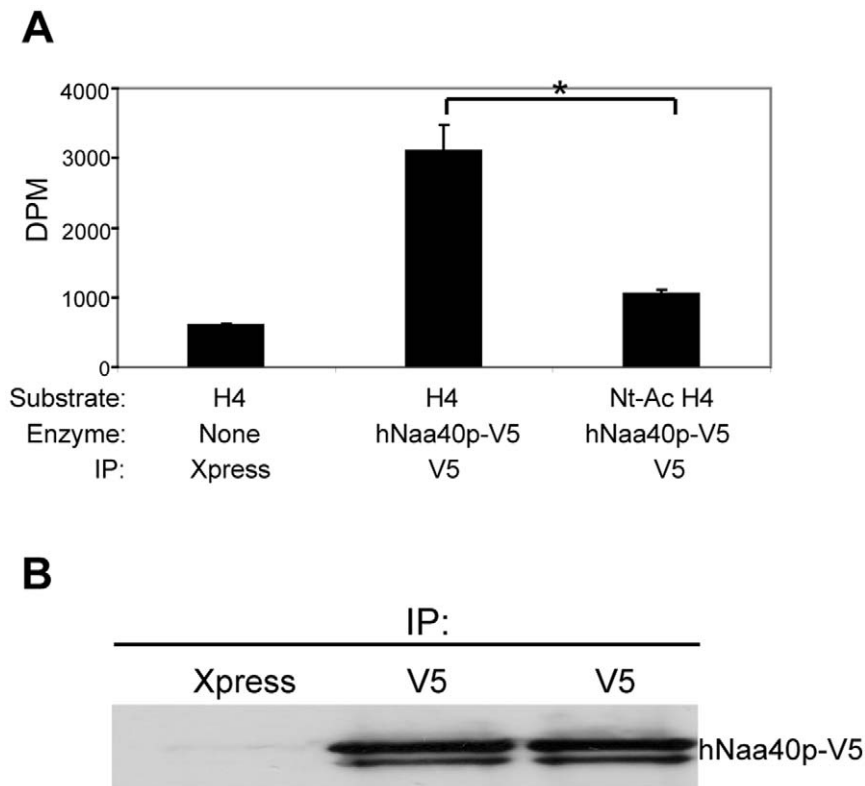 A
4000
*
3000
DPM
2000
1000
0
Substrate: H4 H4 Nt-Ac H4
Enzyme: None hNaa40p-V5 hNaa40p-V5
IP: Xpress V5 V5
B
IP:
Xpress V5 V5
hNaa40p-V5